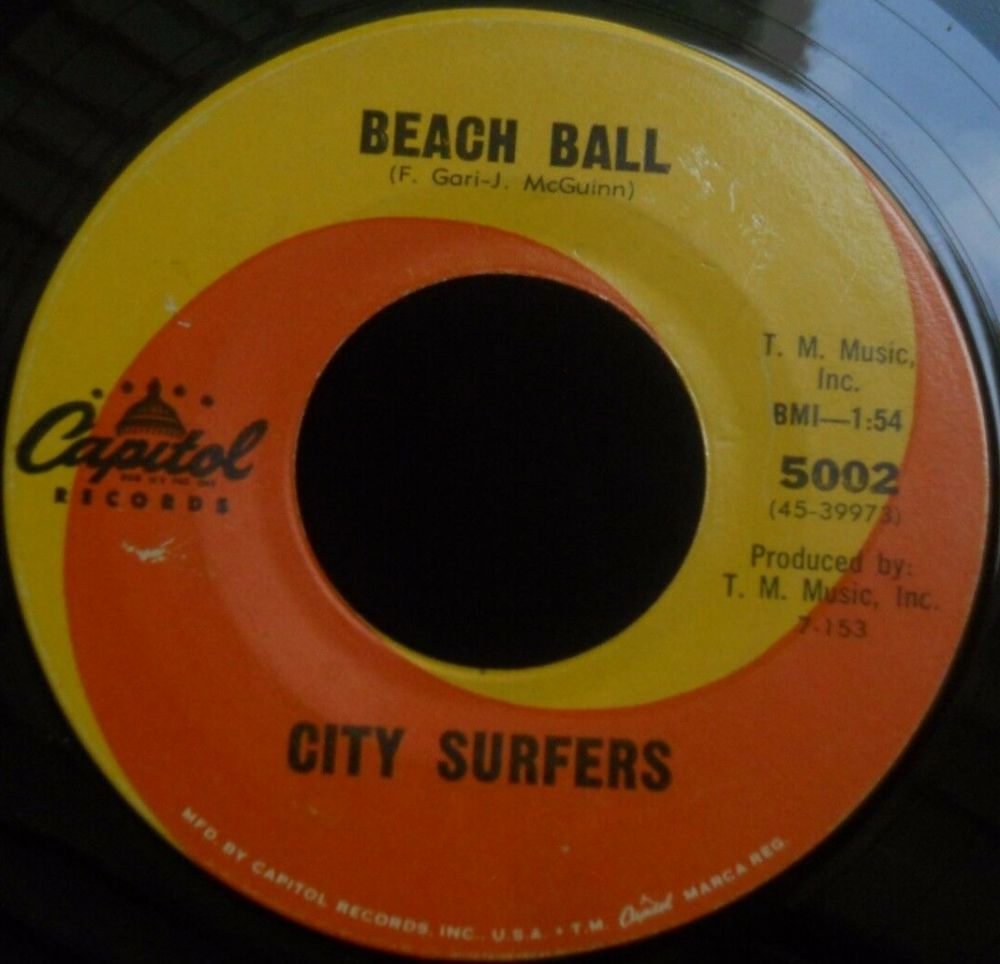 BEACH BALL
(F. Gari-J. McGuinn)
T. M. Music,
Inc.
BMI—1:54
5002
(45-39973)
Produced by:
T. M. Music, Inc.
7-153
Capitol
RECORDS
CITY SURFERS
MFD. BY CAPITOL RECORDS, INC. U.S.A. • T.M. Capitol MARCA REG.